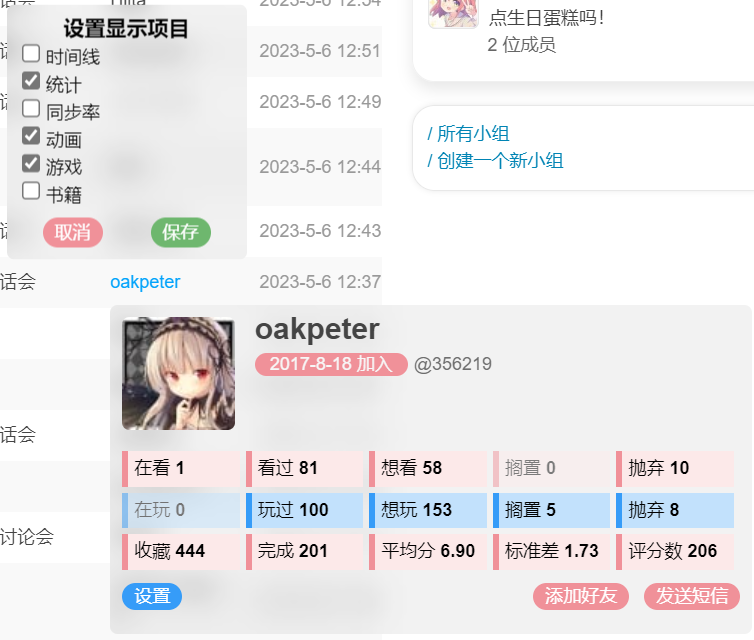 设置显示项目
时间线
统计
同步率
动画
游戏
书籍
取消 保存
2023-5-6 12:51
2023-5-6 12:49
2023-5-6 12:44
2023-5-6 12:43
话会 oakpeter 2023-5-6 12:37
点生日蛋糕吗!
2 位成员
/ 所有小组
/ 创建一个新小组
oakpeter
2017-8-18 加入 @356219
在看 1 看过 81 想看 58 搁置 0 抛弃 10
在玩 0 玩过 100 想玩 153 搁置 5 抛弃 8
收藏 444 完成 201 平均分 6.90 标准差 1.73 评分数 206
设置 添加好友 发送短信
话会
讨论会